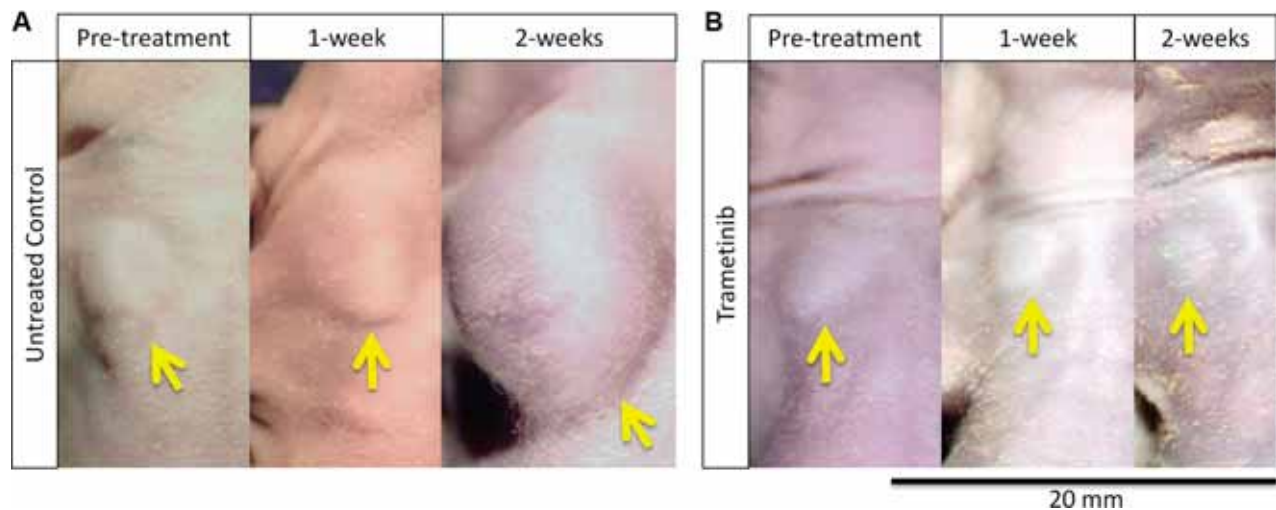 A
Pre-treatment
1-week
2-weeks
Untreated Control
B
Pre-treatment
1-week
2-weeks
Trametinib
20 mm